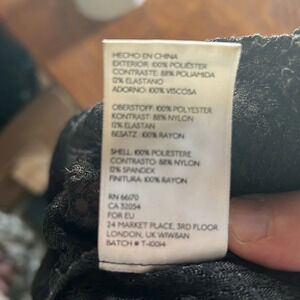 HECHO EN CHINA
EXTERIOR: 100% POLIÉSTER
CONTRASTE: 88% POLIAMIDA
12% ELASTANO
ADORNO: 100% VISCOSA
OBERSTOFF: 100% POLYESTER
KONTRAST: 88% NYLON
12% ELASTAN
BESATZ: 100% RAYON
SHELL: 100% POLIESTERE
CONTRASTO: 88% NYLON
12% SPANDEX
FINITURA: 100% RAYON
RN 66170
CA 32054
FOR EU
24 MARKET PLACE, 3RD FLOOR
LONDON, UK W1W8AN
BATCH # T-10014